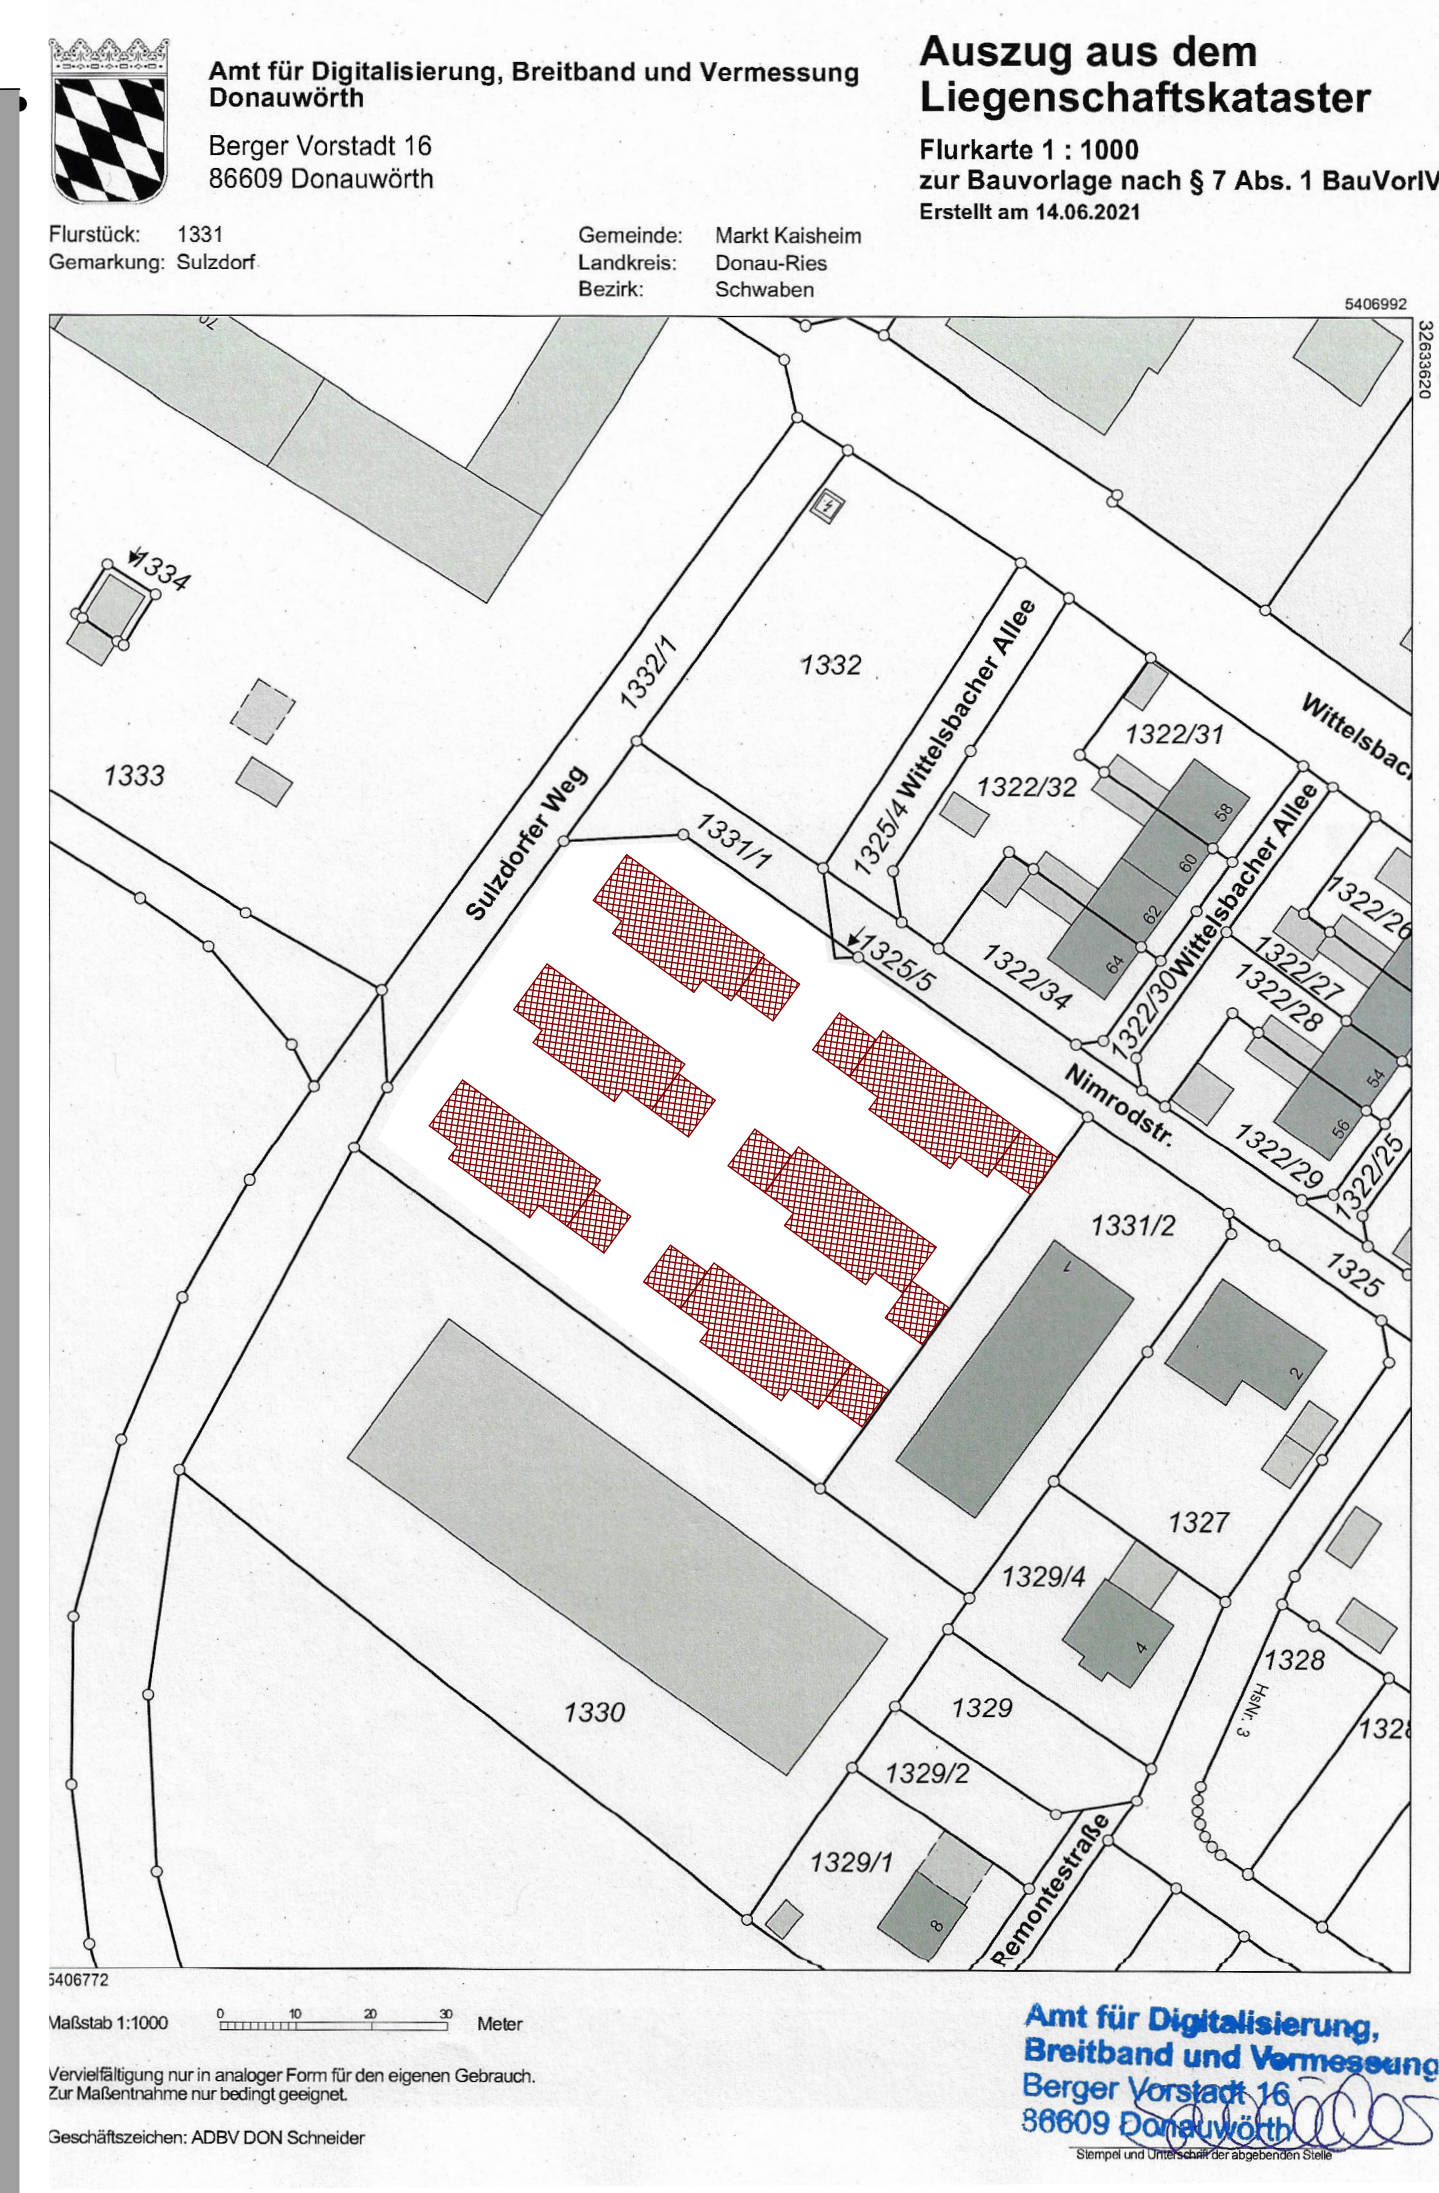 Amt für Digitalisierung, Breitband und Vermessung
Donauwörth
Berger Vorstadt 16
86609 Donauwörth
Auszug aus dem
Liegenschaftskataster
Flurkarte 1 : 1000
zur Bauvorlage nach § 7 Abs. 1 BauVorlV
Erstellt am 14.06.2021
Flurstück: 1331
Gemarkung: Sulzdorf
Gemeinde: Markt Kaisheim
Landkreis: Donau-Ries
Bezirk: Schwaben
5406992
32633620
1334
1333
1332/1
1332
Sulzdorfer Weg
1331/1
1325/4 Wittelsbacher Allee
1325/5
1322/31
1322/32
1322/34
58
60
62
64
Wittelsbac
1322/30 Wittelsbacher Allee
1322/26
1322/27
1322/28
54
56
1322/29
1322/25
Nimrodstr.
1331/2
1
1325
2
1327
1329/4
4
1328
HsNr. 3
132
1330
1329
1329/2
1329/1
8
Remontestraße
5406772
Maßstab 1:1000
0 10 20 30
Meter
Vervielfältigung nur in analoger Form für den eigenen Gebrauch.
Zur Maßentnahme nur bedingt geeignet.
Geschäftszeichen: ADBV DON Schneider
Amt für Digitalisierung,
Breitband und Vermessung
Berger Vorstadt 16
86609 Donauwörth
Stempel und Unterschrift der abgebenden Stelle